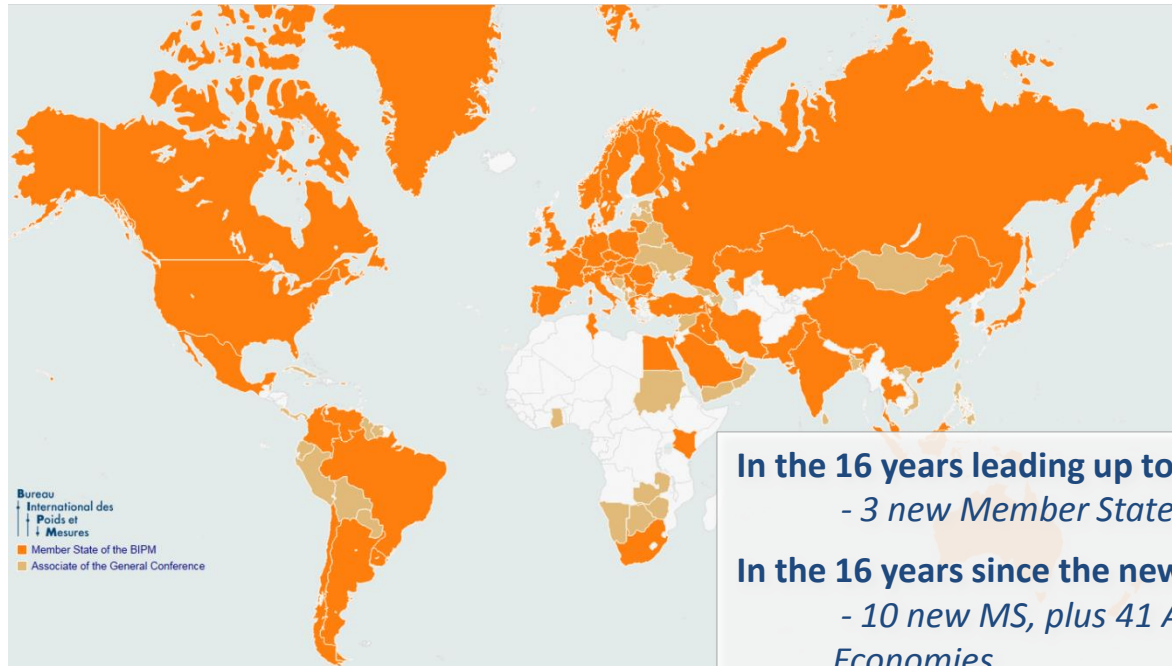 Bureau
International des
Poids et
Mesures
Member State of the BIPM
Associate of the General Conference
In the 16 years leading up to
- 3 new Member State
In the 16 years since the new
- 10 new MS, plus 41 A
Economies